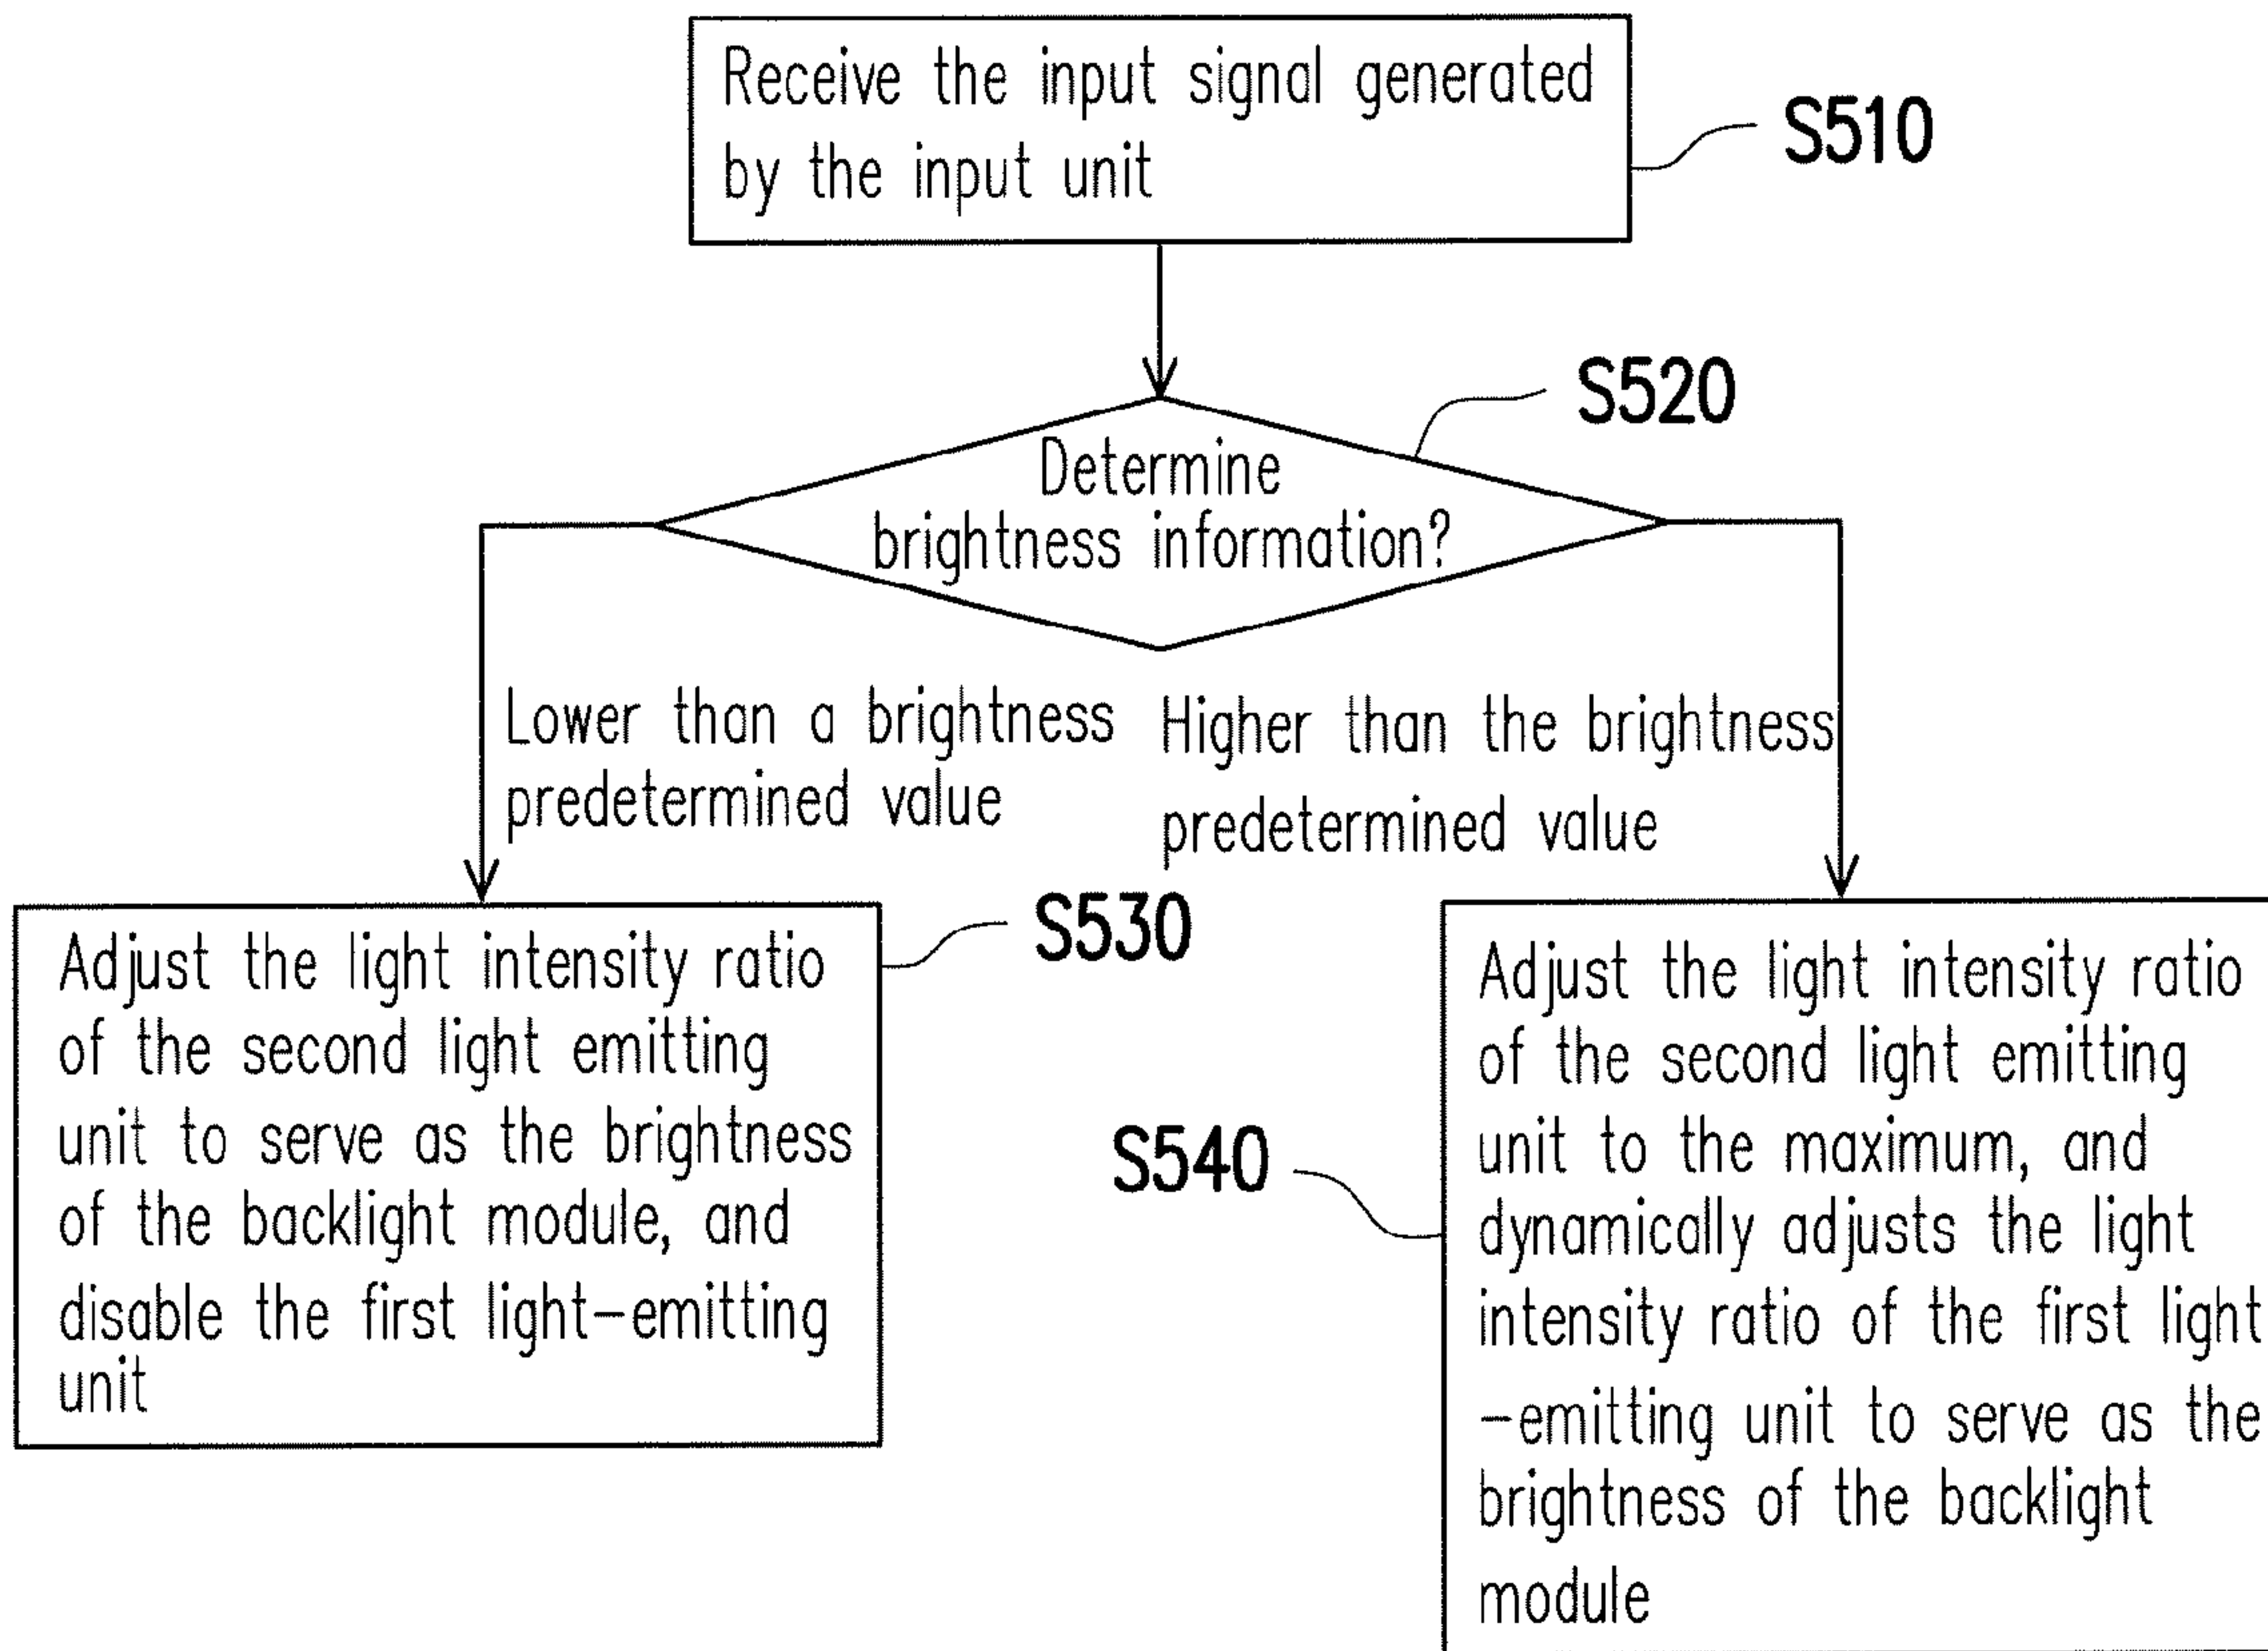 Receive the input signal generated
by the input unit
S510
S520
Determine
brightness information?
Lower than a brightness
predetermined value
Higher than the brightness
predetermined value
S530
Adjust the light intensity ratio
of the second light emitting
unit to serve as the brightness
of the backlight module, and
disable the first light-emitting
unit
S540
Adjust the light intensity ratio
of the second light emitting
unit to the maximum, and
dynamically adjusts the light
intensity ratio of the first light
-emitting unit to serve as the
brightness of the backlight
module